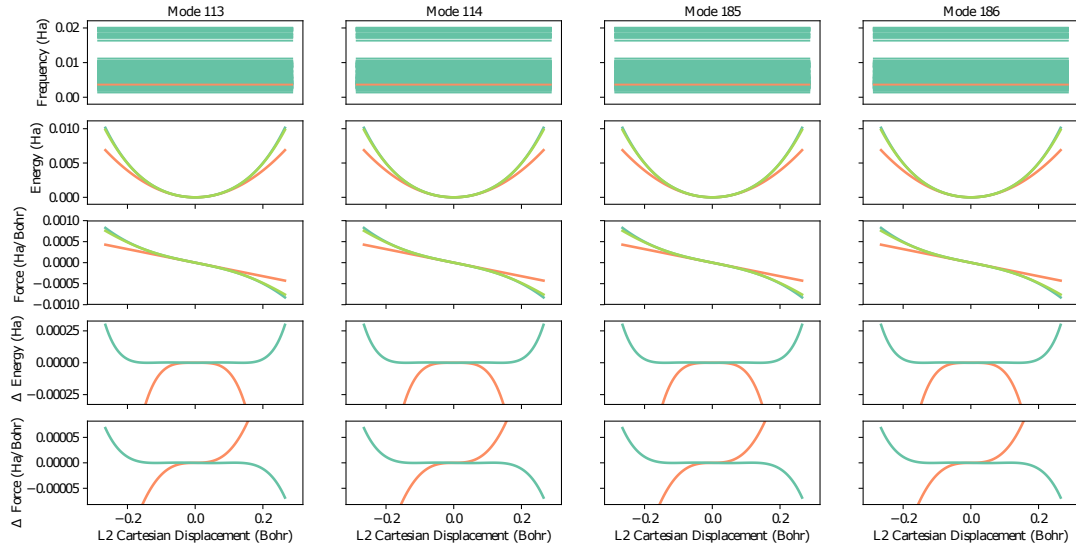 Mode 113
Mode 114
Mode 185
Mode 186
Frequency (Ha)
0.02
0.01
0.00
Energy (Ha)
0.010
0.005
0.000
Force (Ha/Bohr)
0.0010
0.0005
0.0000
−0.0005
−0.0010
Δ Energy (Ha)
0.00025
0.00000
−0.00025
Δ Force (Ha/Bohr)
0.00005
0.00000
−0.00005
−0.2 0.0 0.2
−0.2 0.0 0.2
−0.2 0.0 0.2
−0.2 0.0 0.2
L2 Cartesian Displacement (Bohr)
L2 Cartesian Displacement (Bohr)
L2 Cartesian Displacement (Bohr)
L2 Cartesian Displacement (Bohr)